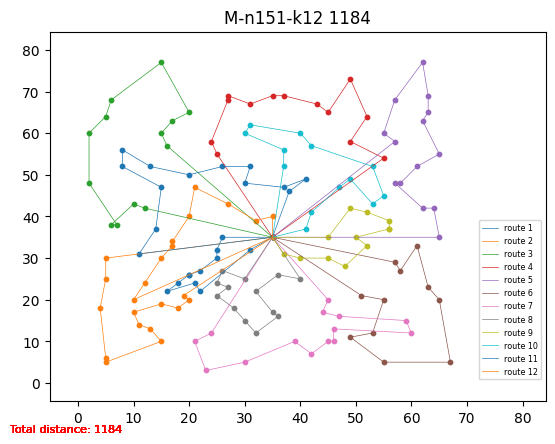 M-n151-k12 1184
80
70
60
50
40
30
20
10
0
route 1
route 2
route 3
route 4
route 5
route 6
route 7
route 8
route 9
route 10
route 11
route 12
0 10 20 30 40 50 60 70 80
Total distance: 1184